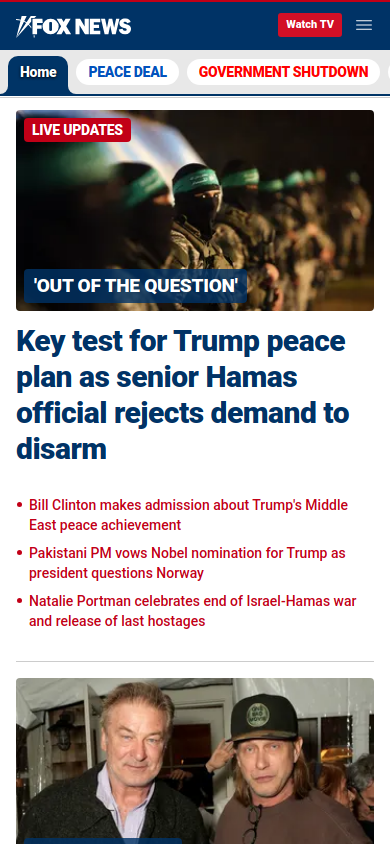 FOX NEWS
Watch TV
Home
PEACE DEAL
GOVERNMENT SHUTDOWN
LIVE UPDATES
'OUT OF THE QUESTION'
Key test for Trump peace
plan as senior Hamas
official rejects demand to
disarm
Bill Clinton makes admission about Trump's Middle
East peace achievement
Pakistani PM vows Nobel nomination for Trump as
president questions Norway
Natalie Portman celebrates end of Israel-Hamas war
and release of last hostages